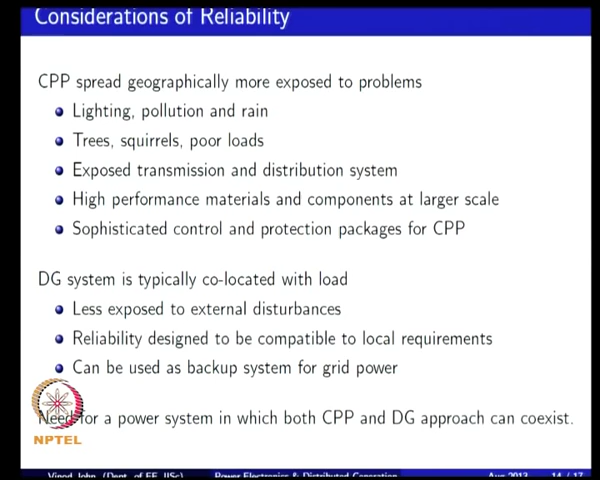 Considerations of Reliability
CPP spread geographically more exposed to problems
Lighting, pollution and rain
Trees, squirrels, poor loads
Exposed transmission and distribution system
High performance materials and components at larger scale
Sophisticated control and protection packages for CPP
DG system is typically co-located with load
Less exposed to external disturbances
Reliability designed to be compatible to local requirements
Can be used as backup system for grid power
Need for a power system in which both CPP and DG approach can coexist.
NPTEL
Vinod John (Dept. of EE, IISc) Power Electronics & Distributed Generation Aug 2013 14 / 17